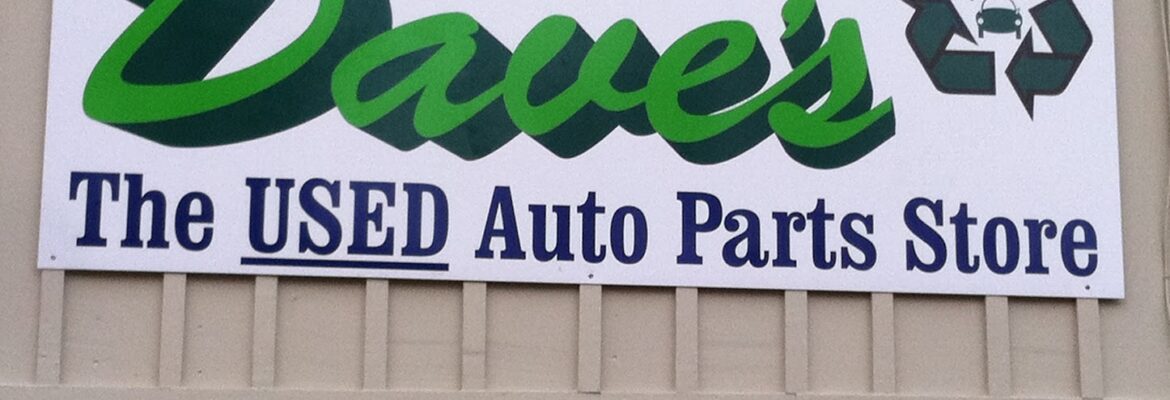 Dave's
The USED Auto Parts Store